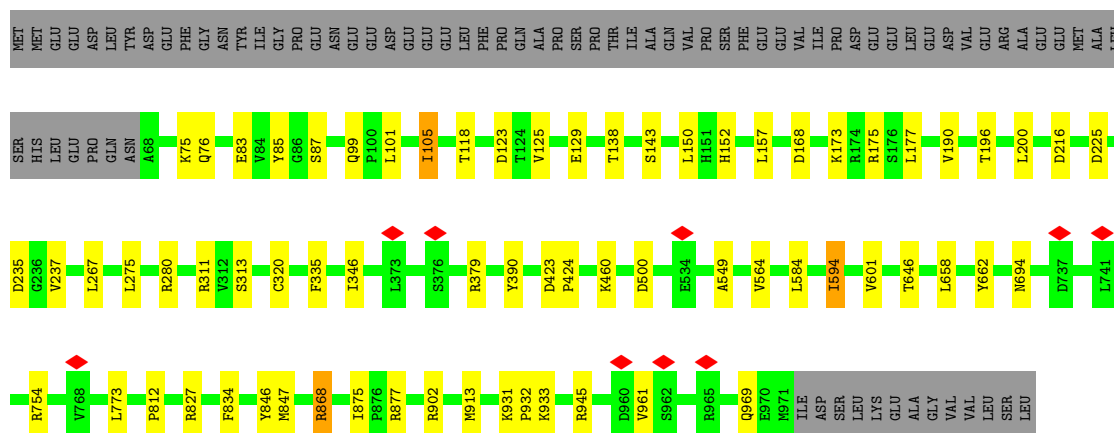 MET MET GLU GLU ASP LEU TYR ASP GLU PHE GLY ASN TYR ILE GLY PRO GLU ASN GLU GLU ASP GLU GLU GLU LEU PHE PRO GLN ALA PRO SER PRO THR ILE ALA GLN VAL PRO SER PHE GLU GLU VAL ILE PRO ASP GLU GLU LEU GLU ASP VAL GLU ARG ALA GLU GLU MET ALA LEU
SER HIS LEU GLU PRO GLN ASN A68 K75 Q76 E83 V84 Y85 G86 S87 Q99 P100 L101 I105 T118 D123 T124 V125 E129 T138 S143 L150 H151 H152 L157 D168 K173 R174 R175 S176 L177 V190 T196 L200 D216 D225
D235 G236 V237 L267 L275 R280 R311 V312 S313 C320 F335 I346 L373 S376 R379 Y390 D423 P424 K460 D500 E534 A549 V564 L584 I594 V601 T646 L658 Y662 N694 D737 L741
R754 V768 L773 P812 R827 F834 Y846 M847 R868 I875 P876 R877 R902 M913 K931 P932 K933 R945 D960 V961 S962 R965 Q969 E970 M971 ILE ASP SER LEU LYS GLU ALA GLY VAL VAL LEU SER LEU